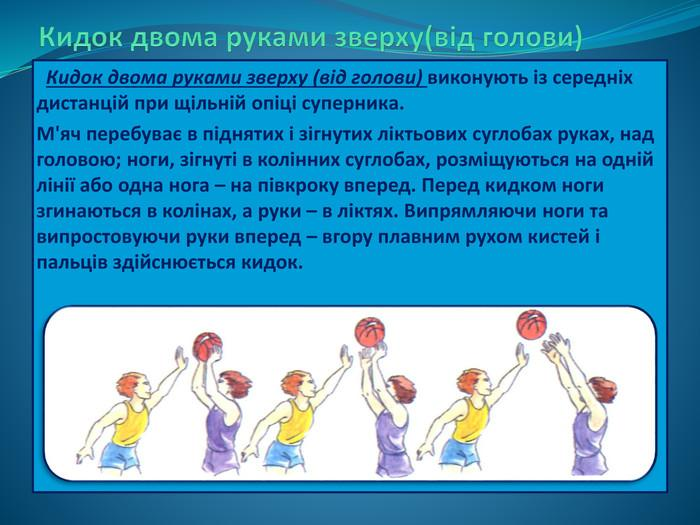 Кидок двома руками зверху(від голови)
Кидок двома руками зверху (від голови) виконують із середніх
дистанцій при щільній опіці суперника.
М'яч перебуває в піднятих і зігнутих ліктьових суглобах руках, над
головою; ноги, зігнуті в колінних суглобах, розміщуються на одній
лінії або одна нога – на півкроку вперед. Перед кидком ноги
згинаються в колінах, а руки – в ліктях. Випрямляючи ноги та
випростовуючи руки вперед – вгору плавним рухом кистей і
пальців здійснюється кидок.